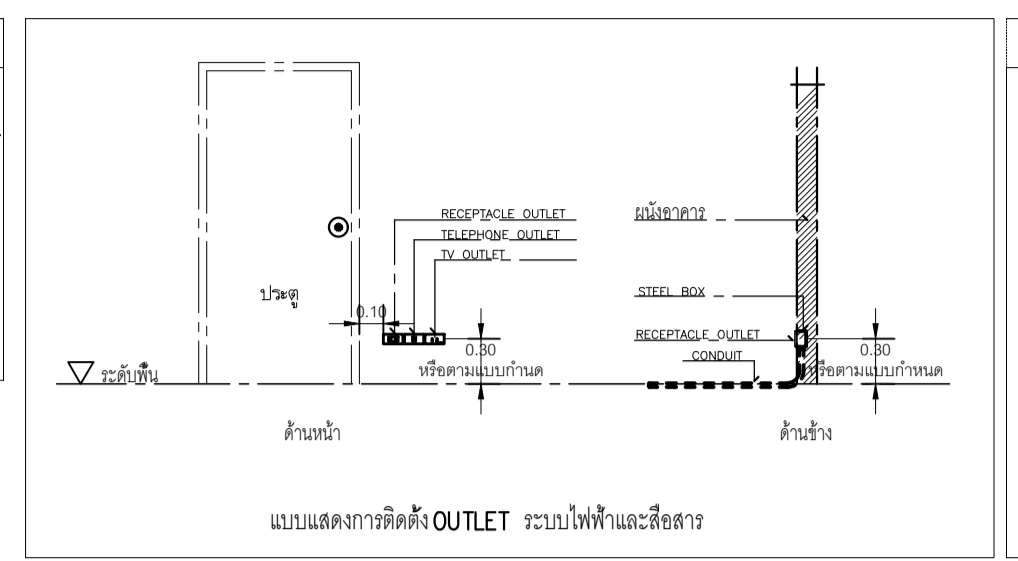 RECEPTACLE OUTLET
TELEPHONE OUTLET
TV OUTLET
ประตู
0.10
0.30
หรือตามแบบกำนด
ระดับพื้น
ด้านหน้า
ผนังอาคาร
STEEL BOX
RECEPTACLE OUTLET
CONDUIT
0.30
หรือตามแบบกำหนด
ด้านข้าง
แบบแสดงการติดตั้ง OUTLET ระบบไฟฟ้าและสื่อสาร